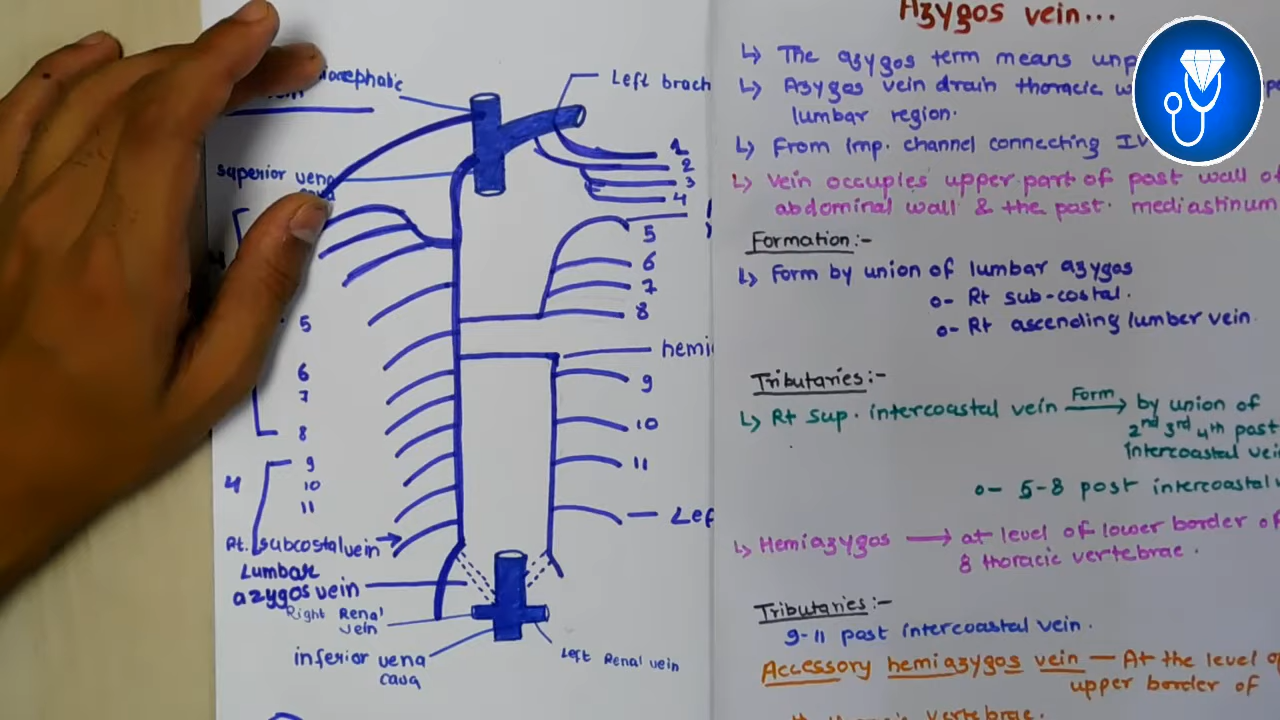 superior vena
Left brach
1
2
3
4
5
6
7
8
hemi
9
10
11
Lef
5
6
7
8
4
9
10
11
Rt. subcostal vein
Lumbar
azygos vein
Right Renal
vein
inferior vena
cava
Left Renal vein
Azygos vein...
The azygos term means
Azygos vein drain thoracic
lumbar region.
From imp. channel connecting IV
Vein occupies upper part of post wall of
abdominal wall & the post. mediastinum
Formation:-
Form by union of lumbar azygos
o- Rt sub-costal.
o- Rt ascending lumber vein.
Tributaries:-
Rt sup. intercoastal vein Form by union of
2nd 3rd 4th post
intercoastal vei
o- 5-8 post intercoastal
Hemiazygos → at level of lower border of
8 thoracic vertebrae.
Tributaries:-
9-11 post intercoastal vein.
Accessory hemiazygos vein - At the level of
upper border of
thoracic vertebrae.